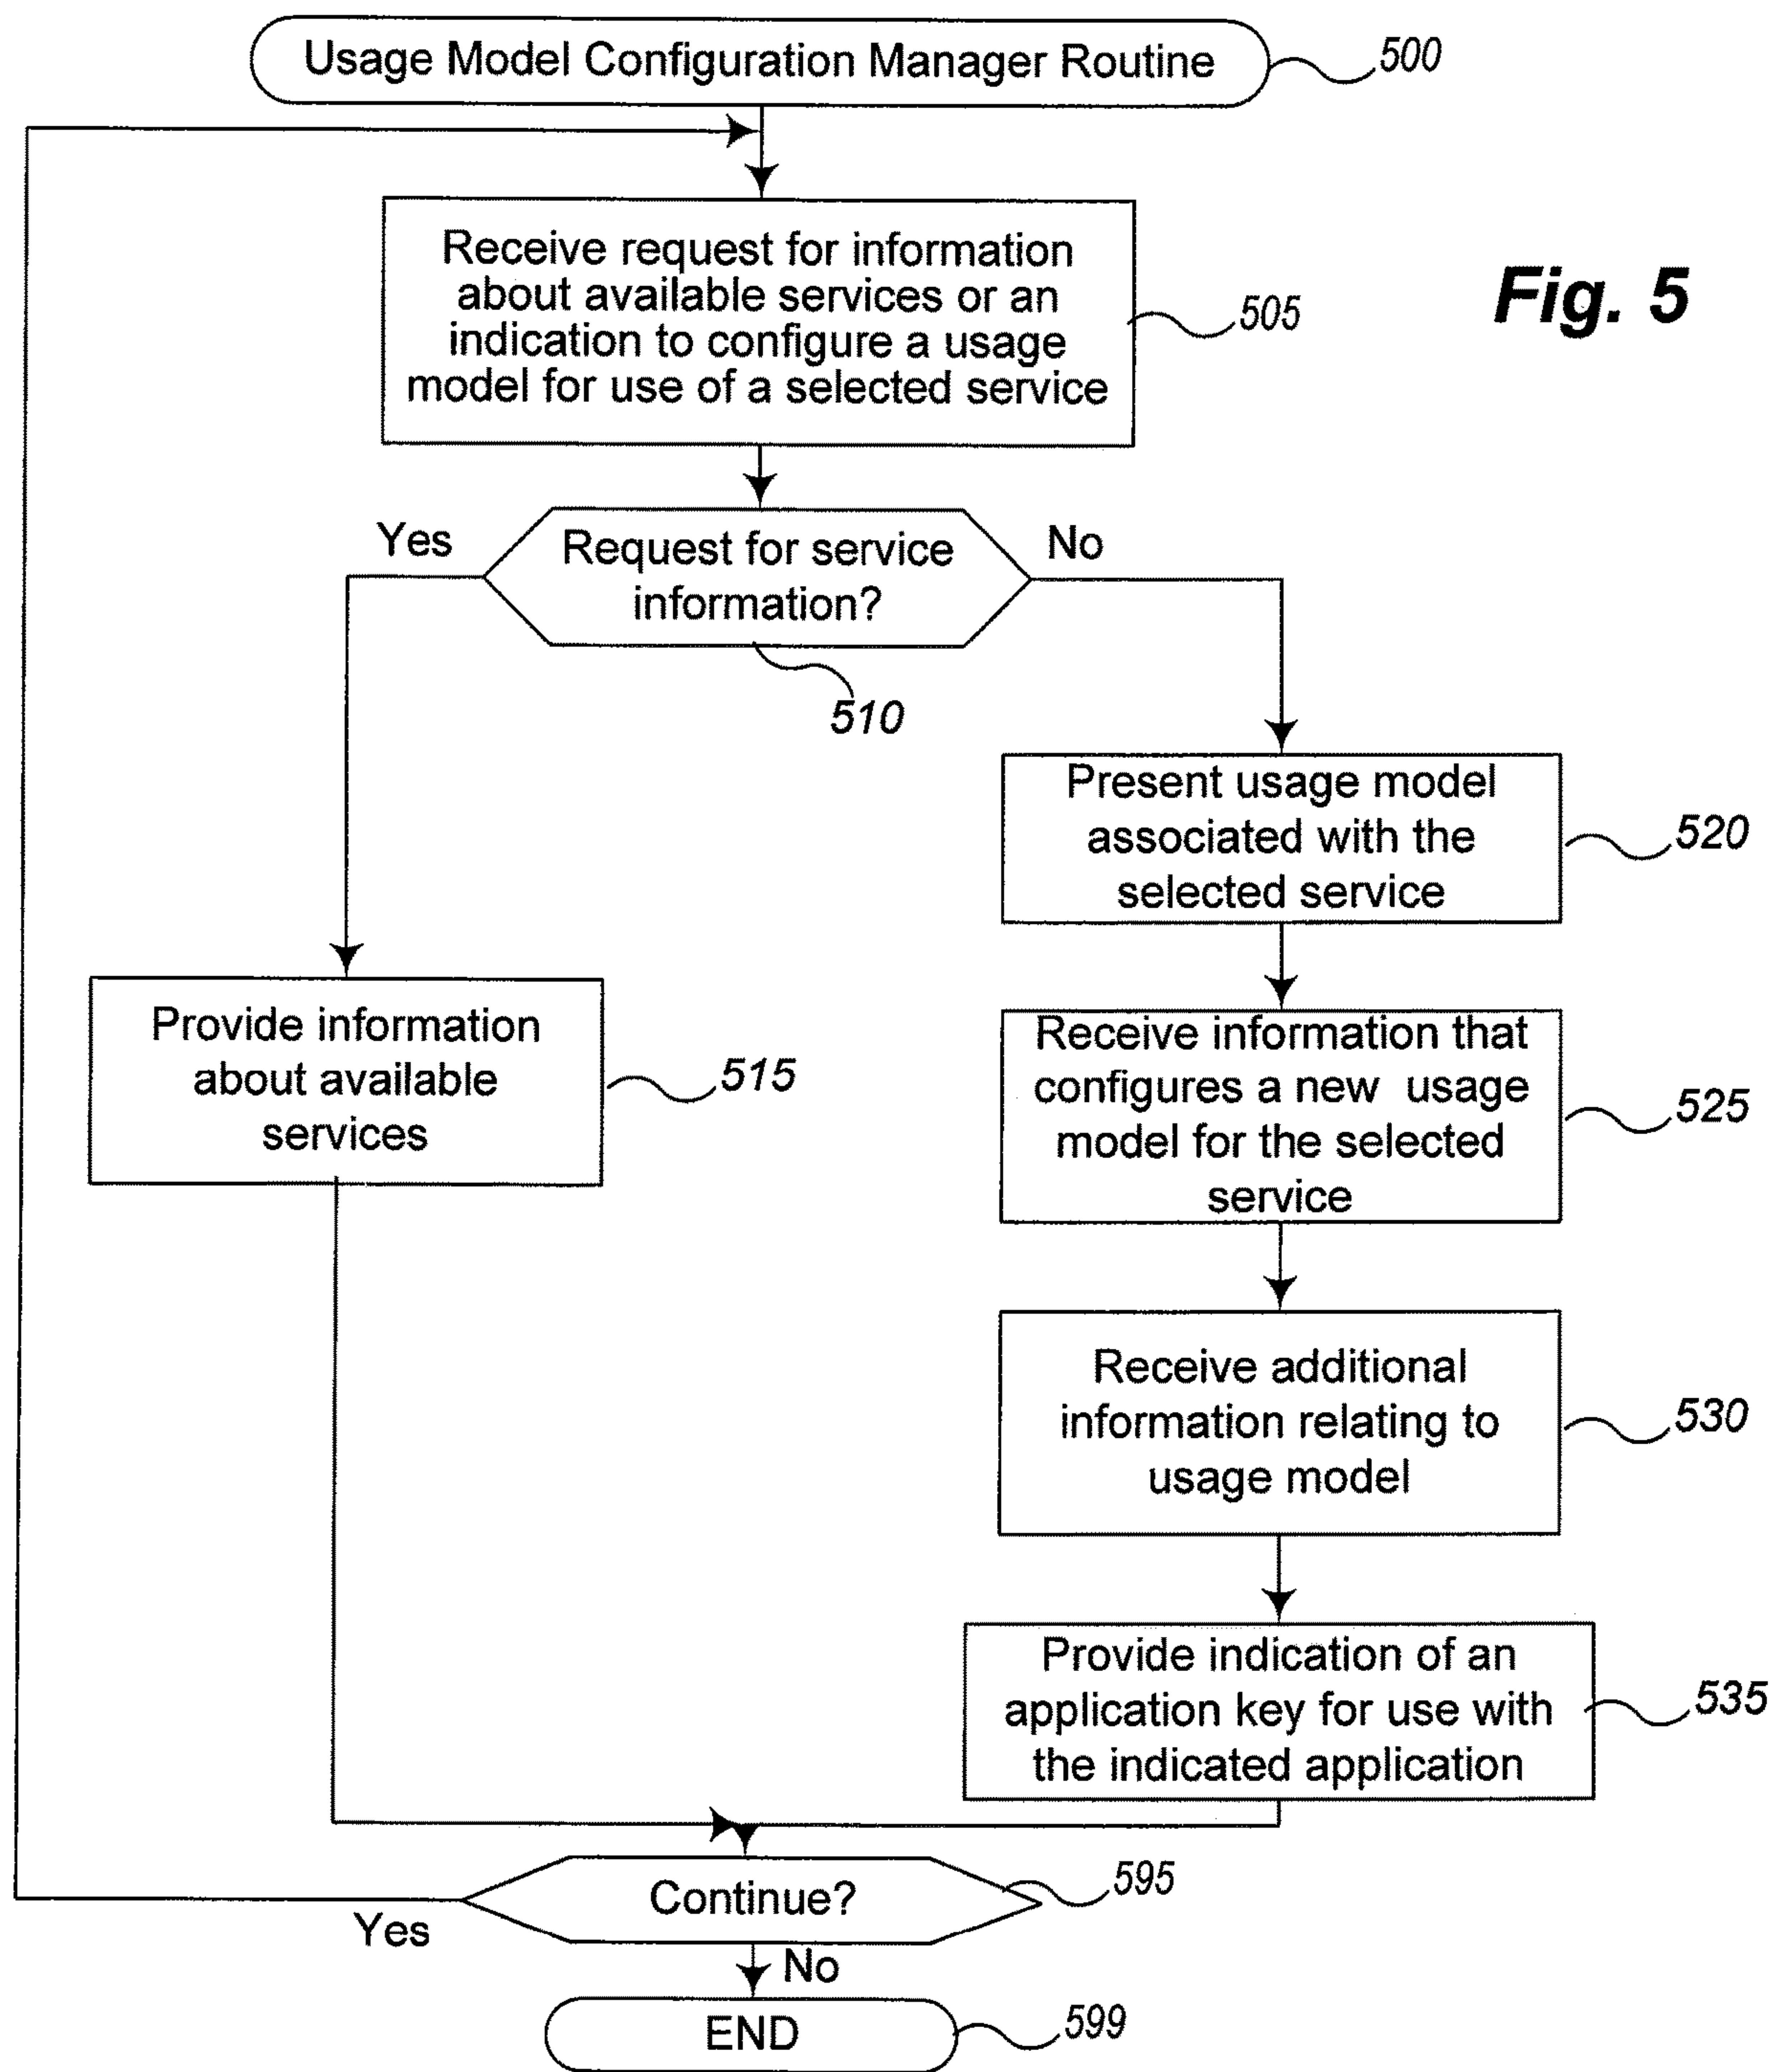 Usage Model Configuration Manager Routine
500
Receive request for information
about available services or an
indication to configure a usage
model for use of a selected service
505
Fig. 5
Yes
Request for service
information?
No
510
Present usage model
associated with the
selected service
520
Provide information
about available
services
515
Receive information that
configures a new usage
model for the selected
service
525
Receive additional
information relating to
usage model
530
Provide indication of an
application key for use with
the indicated application
535
Continue?
595
Yes
No
END
599